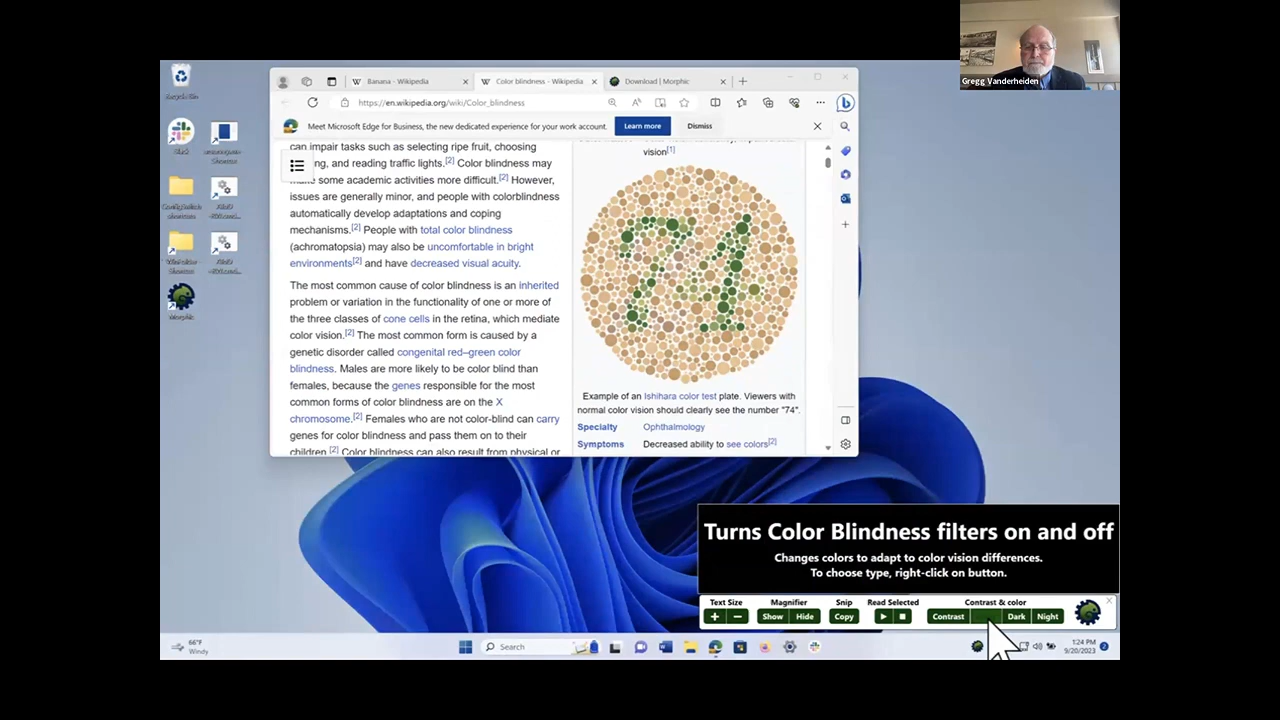 Gregg Vanderheiden
Recycle Bin
Slack
Morphic
Banana - Wikipedia
Color blindness - Wikipedia
Download | Morphic
https://en.wikipedia.org/wiki/Color_blindness
Meet Microsoft Edge for Business, the new dedicated experience for your work account.
Learn more
Dismiss
can impair tasks such as selecting ripe fruit, choosing
and reading traffic lights.[2] Color blindness may
some academic activities more difficult.[2] However,
issues are generally minor, and people with colorblindness
automatically develop adaptations and coping
mechanisms.[2] People with total color blindness
(achromatopsia) may also be uncomfortable in bright
environments[2] and have decreased visual acuity.
The most common cause of color blindness is an inherited
problem or variation in the functionality of one or more of
the three classes of cone cells in the retina, which mediate
color vision.[2] The most common form is caused by a
genetic disorder called congenital red–green color
blindness. Males are more likely to be color blind than
females, because the genes responsible for the most
common forms of color blindness are on the X
chromosome.[2] Females who are not color-blind can carry
genes for color blindness and pass them on to their
children.[2] Color blindness can also result from physical or
vision[1]
74
Example of an Ishihara color test plate. Viewers with
normal color vision should clearly see the number "74".
Specialty Ophthalmology
Symptoms Decreased ability to see colors[2]
Turns Color Blindness filters on and off
Changes colors to adapt to color vision differences.
To choose type, right-click on button.
Text Size Magnifier Snip Read Selected Contrast & color
+ − Show Hide Copy Contrast Dark Night
66°F
Windy
Search
1:24 PM
9/20/2023